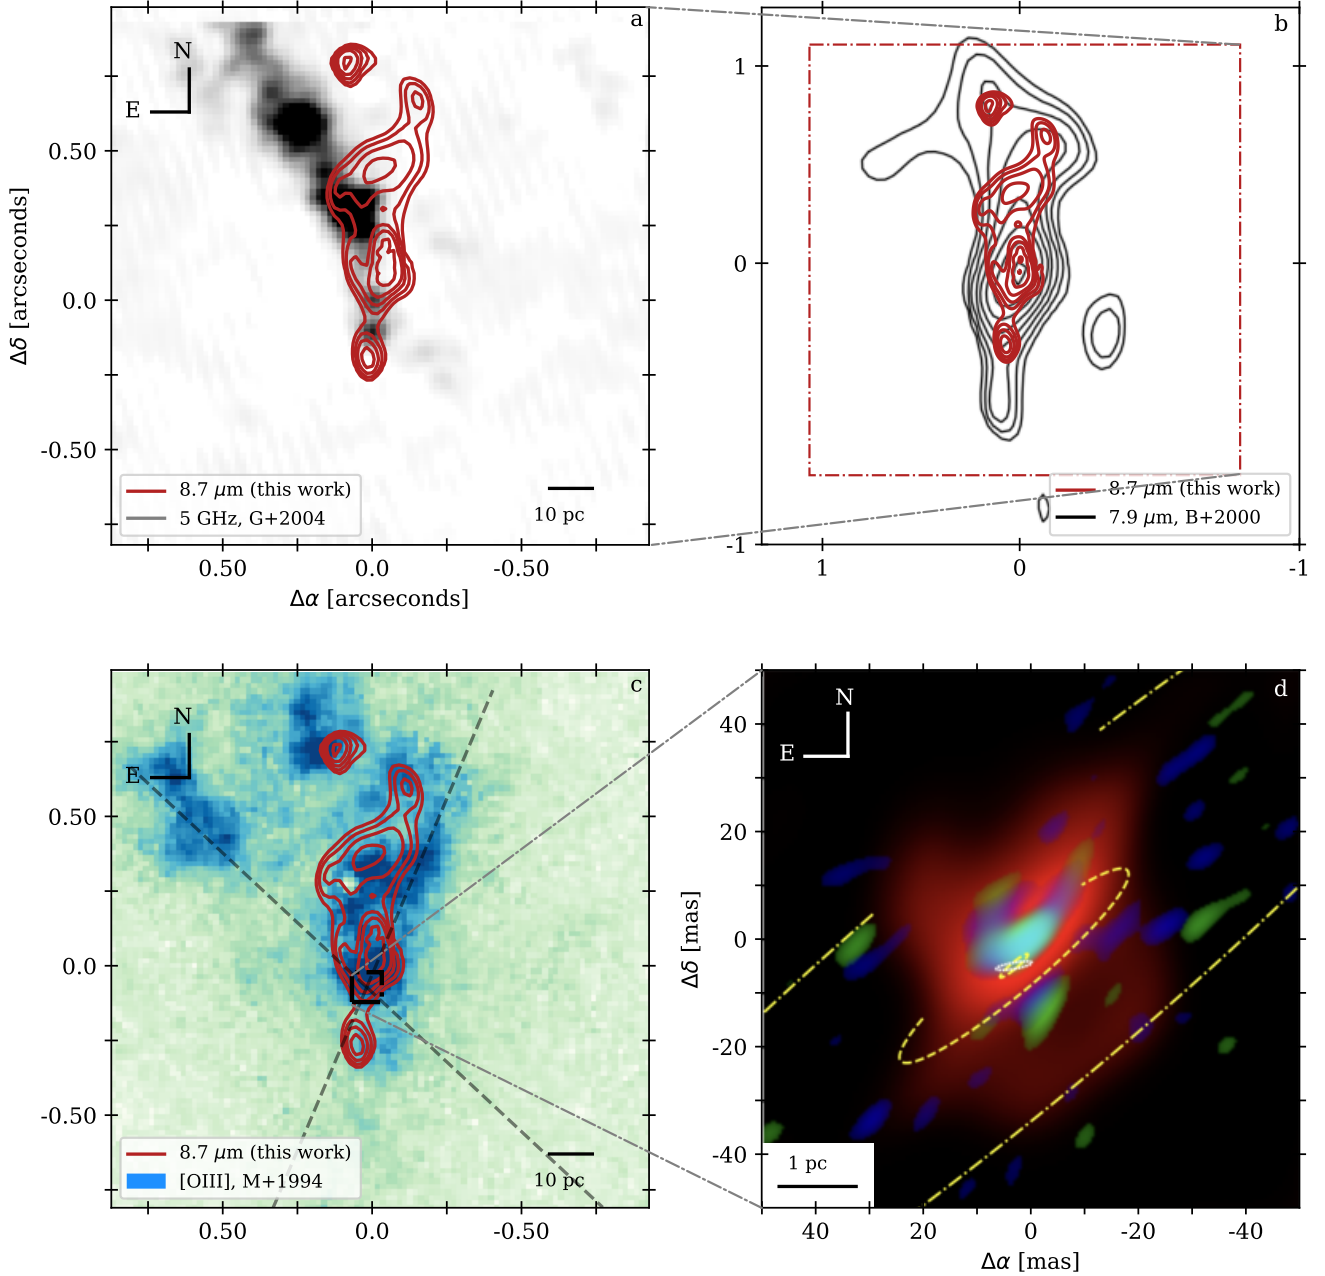 a
N
E
0.50
0.0
-0.50
Δδ [arcseconds]
8.7 μm (this work)
5 GHz, G+2004
10 pc
0.50
0.0
-0.50
Δα [arcseconds]
b
1
0
-1
8.7 μm (this work)
7.9 μm, B+2000
1
0
-1
c
N
E
0.50
0.0
-0.50
8.7 μm (this work)
[OIII], M+1994
10 pc
0.50
0.0
-0.50
d
N
E
40
20
0
-20
-40
Δδ [mas]
1 pc
40
20
0
-20
-40
Δα [mas]